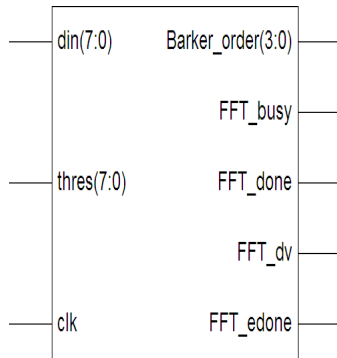 din(7:0) Barker_order(3:0)
FFT_busy
thres(7:0) FFT_done
FFT_dv
clk FFT_edone